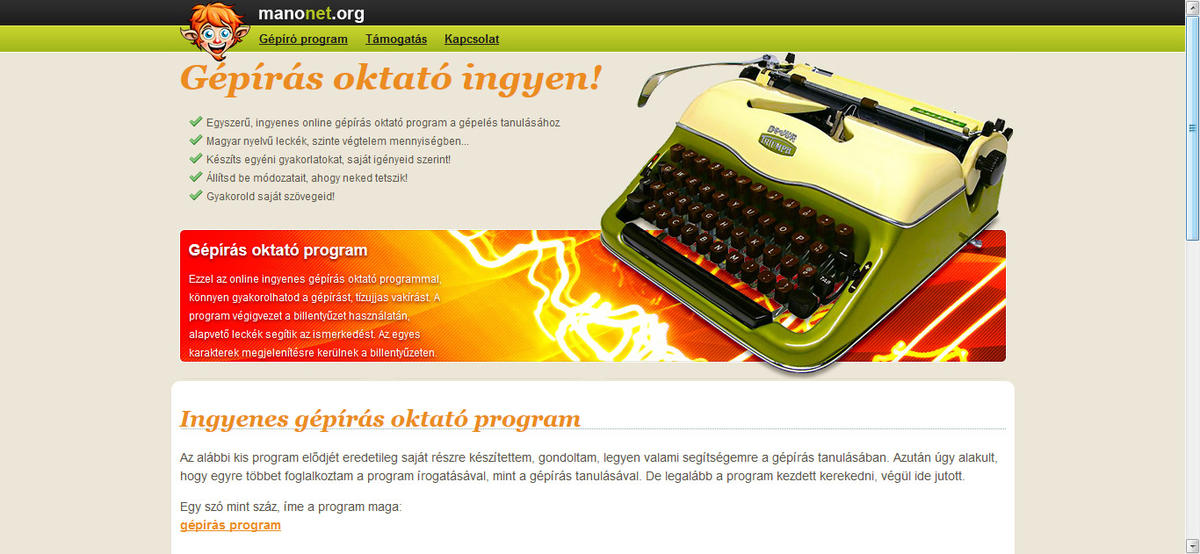 manonet.org
Gépíró program Támogatás Kapcsolat
Gépírás oktató ingyen!
Egyszerű, ingyenes online gépírás oktató program a gépelés tanulásához
Magyar nyelvű leckék, szinte végtelem mennyiségben...
Készíts egyéni gyakorlatokat, saját igényeid szerint!
Állítsd be módozatait, ahogy neked tetszik!
Gyakorold saját szövegeid!
Gépírás oktató program
Ezzel az online ingyenes gépírás oktató programmal,
könnyen gyakorolhatod a gépírást, tízujjas vakírást. A
program végigvezet a billentyűzet használatán,
alapvető leckék segítik az ismerkedést. Az egyes
karakterek megjelenítésre kerülnek a billentyűzeten.
Ingyenes gépírás oktató program
Az alábbi kis program elõdjét eredetileg saját részre készítettem, gondoltam, legyen valami segítségemre a gépírás tanulásában. Azután úgy alakult,
hogy egyre többet foglalkoztam a program írogatásával, mint a gépírás tanulásával. De legalább a program kezdett kerekedni, végül ide jutott.
Egy szó mint száz, íme a program maga:
gépírás program